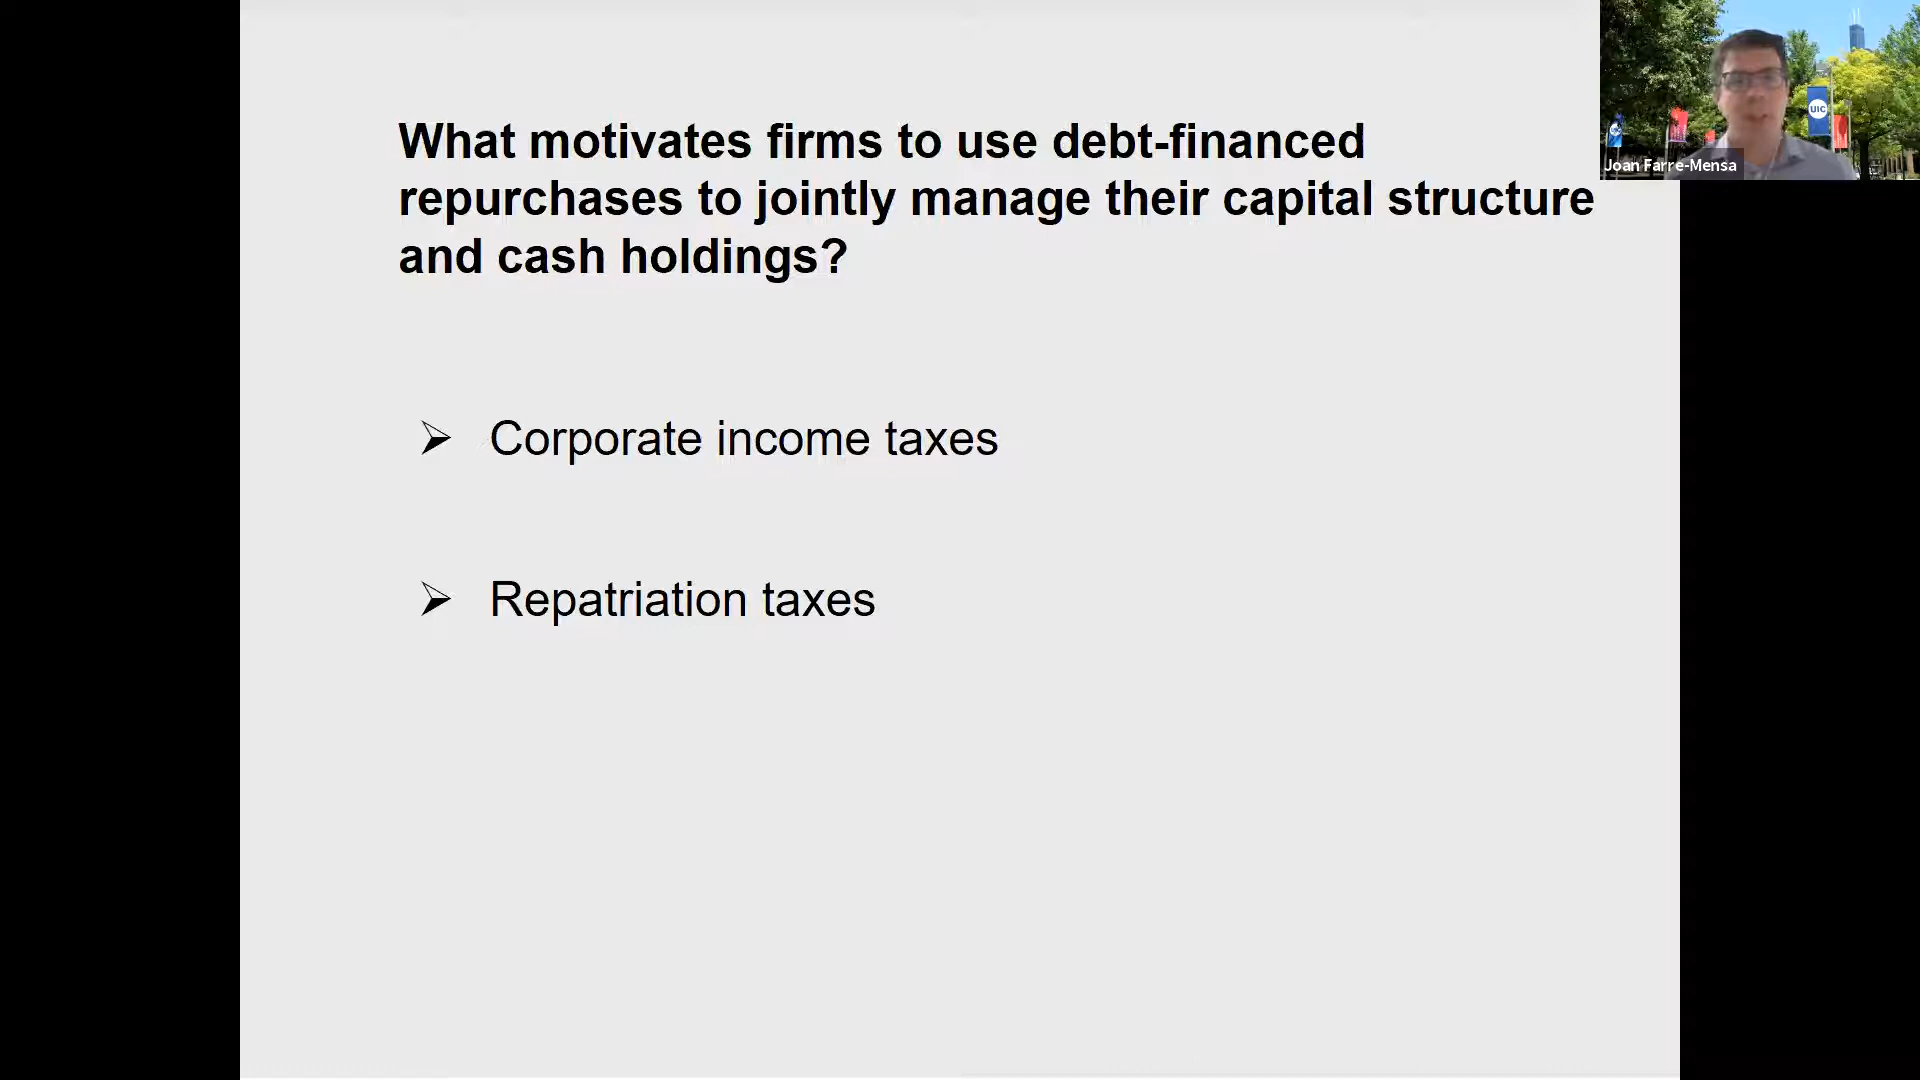 What motivates firms to use debt-financed
repurchases to jointly manage their capital structure
and cash holdings?
Corporate income taxes
Repatriation taxes
UIC
Joan Farre-Mensa